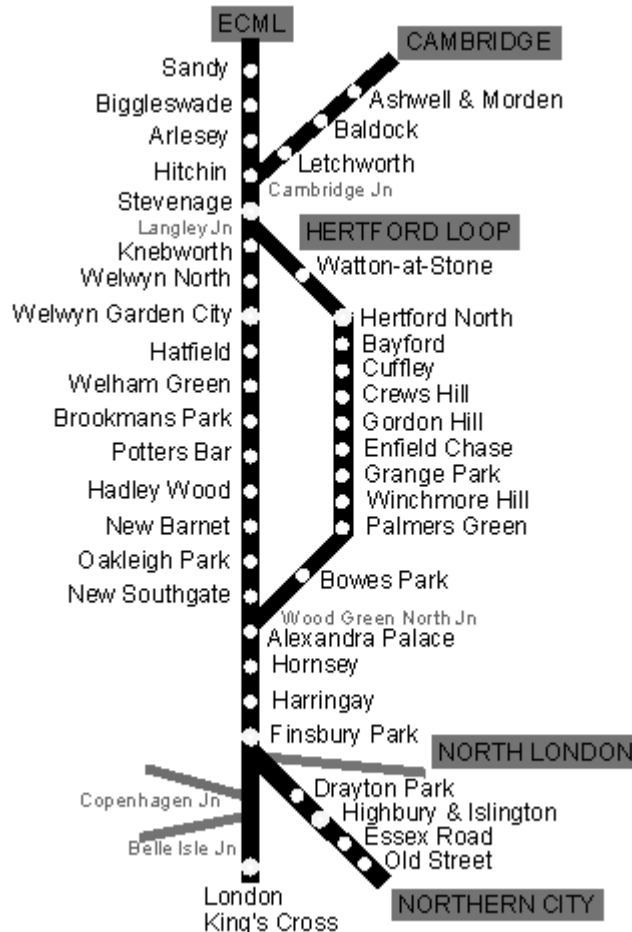 ECML
CAMBRIDGE
Sandy
Biggleswade
Ashwell & Morden
Arlesey
Baldock
Hitchin
Letchworth
Cambridge Jn
Stevenage
Langley Jn
HERTFORD LOOP
Knebworth
Watton-at-Stone
Welwyn North
Welwyn Garden City
Hertford North
Bayford
Hatfield
Cuffley
Welham Green
Crews Hill
Brookmans Park
Gordon Hill
Potters Bar
Enfield Chase
Grange Park
Hadley Wood
Winchmore Hill
New Barnet
Palmers Green
Oakleigh Park
Bowes Park
New Southgate
Wood Green North Jn
Alexandra Palace
Hornsey
Harringay
Finsbury Park
NORTH LONDON
Drayton Park
Copenhagen Jn
Highbury & Islington
Essex Road
Belle Isle Jn
Old Street
London
King's Cross
NORTHERN CITY